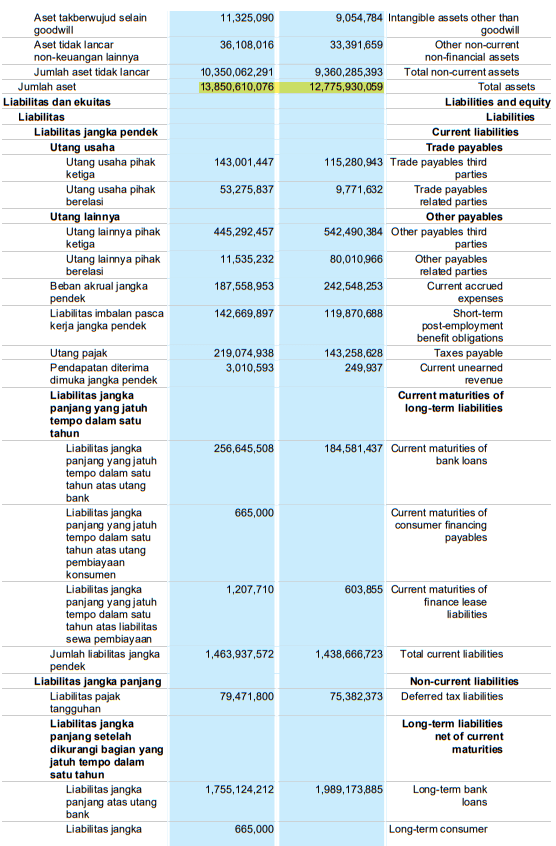 Aset takberwujud selain 11,325,090 9,054,784 Intangible assets other than
goodwill goodwill
Aset tidak lancar 36,108,016 33,391,659 Other non-current
non-keuangan lainnya non-financial assets
Jumlah aset tidak lancar 10,350,062,291 9,360,285,393 Total non-current assets
Jumlah aset 13,850,610,076 12,775,930,059 Total assets
Liabilitas dan ekuitas Liabilities and equity
Liabilitas Liabilities
Liabilitas jangka pendek Current liabilities
Utang usaha Trade payables
Utang usaha pihak 143,001,447 115,280,943 Trade payables third
ketiga parties
Utang usaha pihak 53,275,837 9,771,632 Trade payables
berelasi related parties
Utang lainnya Other payables
Utang lainnya pihak 445,292,457 542,490,384 Other payables third
ketiga parties
Utang lainnya pihak 11,535,232 80,010,966 Other payables
berelasi related parties
Beban akrual jangka 187,558,953 242,548,253 Current accrued
pendek expenses
Liabilitas imbalan pasca 142,669,897 119,870,688 Short-term
kerja jangka pendek post-employment
benefit obligations
Utang pajak 219,074,938 143,258,628 Taxes payable
Pendapatan diterima 3,010,593 249,937 Current unearned
dimuka jangka pendek revenue
Liabilitas jangka Current maturities of
panjang yang jatuh long-term liabilities
tempo dalam satu
tahun
Liabilitas jangka 256,645,508 184,581,437 Current maturities of
panjang yang jatuh bank loans
tempo dalam satu
tahun atas utang
bank
Liabilitas jangka 665,000 Current maturities of
panjang yang jatuh consumer financing
tempo dalam satu payables
tahun atas utang
pembiayaan
konsumen
Liabilitas jangka 1,207,710 603,855 Current maturities of
panjang yang jatuh finance lease
tempo dalam satu liabilities
tahun atas liabilitas
sewa pembiayaan
Jumlah liabilitas jangka 1,463,937,572 1,438,666,723 Total current liabilities
pendek
Liabilitas jangka panjang Non-current liabilities
Liabilitas pajak 79,471,800 75,382,373 Deferred tax liabilities
tangguhan
Liabilitas jangka Long-term liabilities
panjang setelah net of current
dikurangi bagian yang maturities
jatuh tempo dalam
satu tahun
Liabilitas jangka 1,755,124,212 1,989,173,885 Long-term bank
panjang atas utang loans
bank
Liabilitas jangka 665,000 Long-term consumer